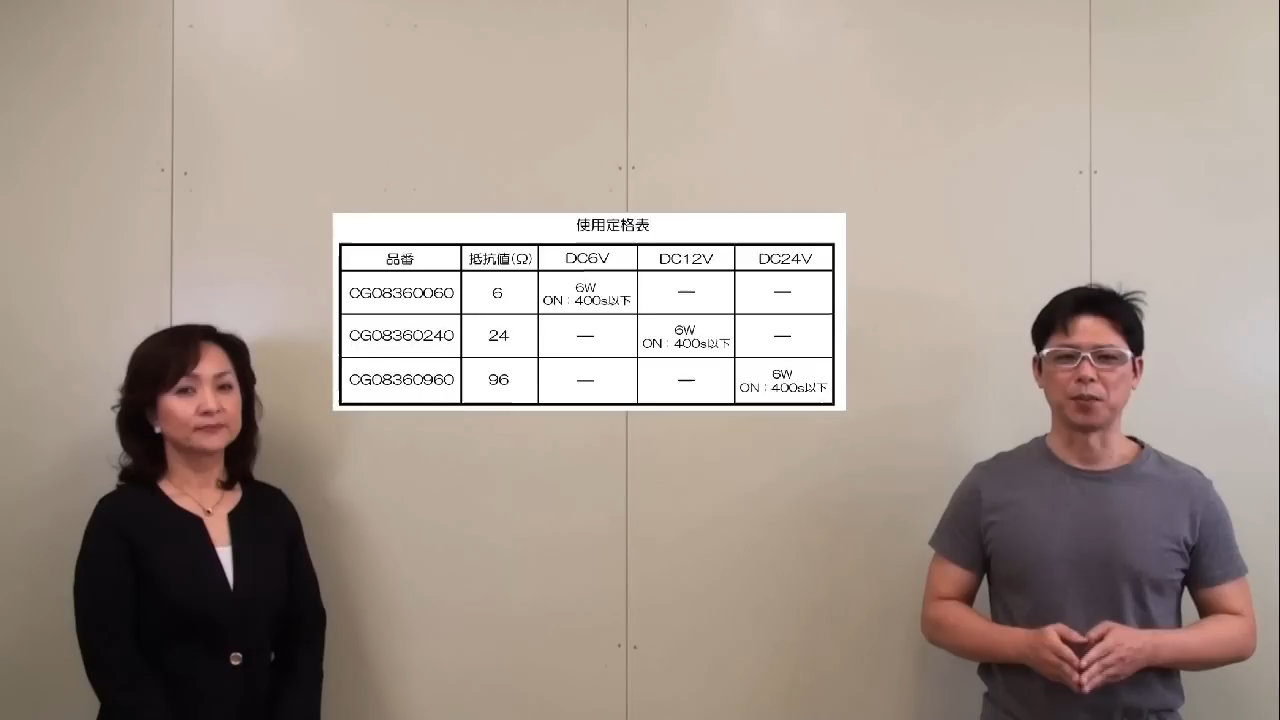 使用定格表
品番 抵抗値(Ω) DC6V DC12V DC24V
CG08360060 6 6W ON：400s以下 — —
CG08360240 24 — 6W ON：400s以下 —
CG08360960 96 — — 6W ON：400s以下